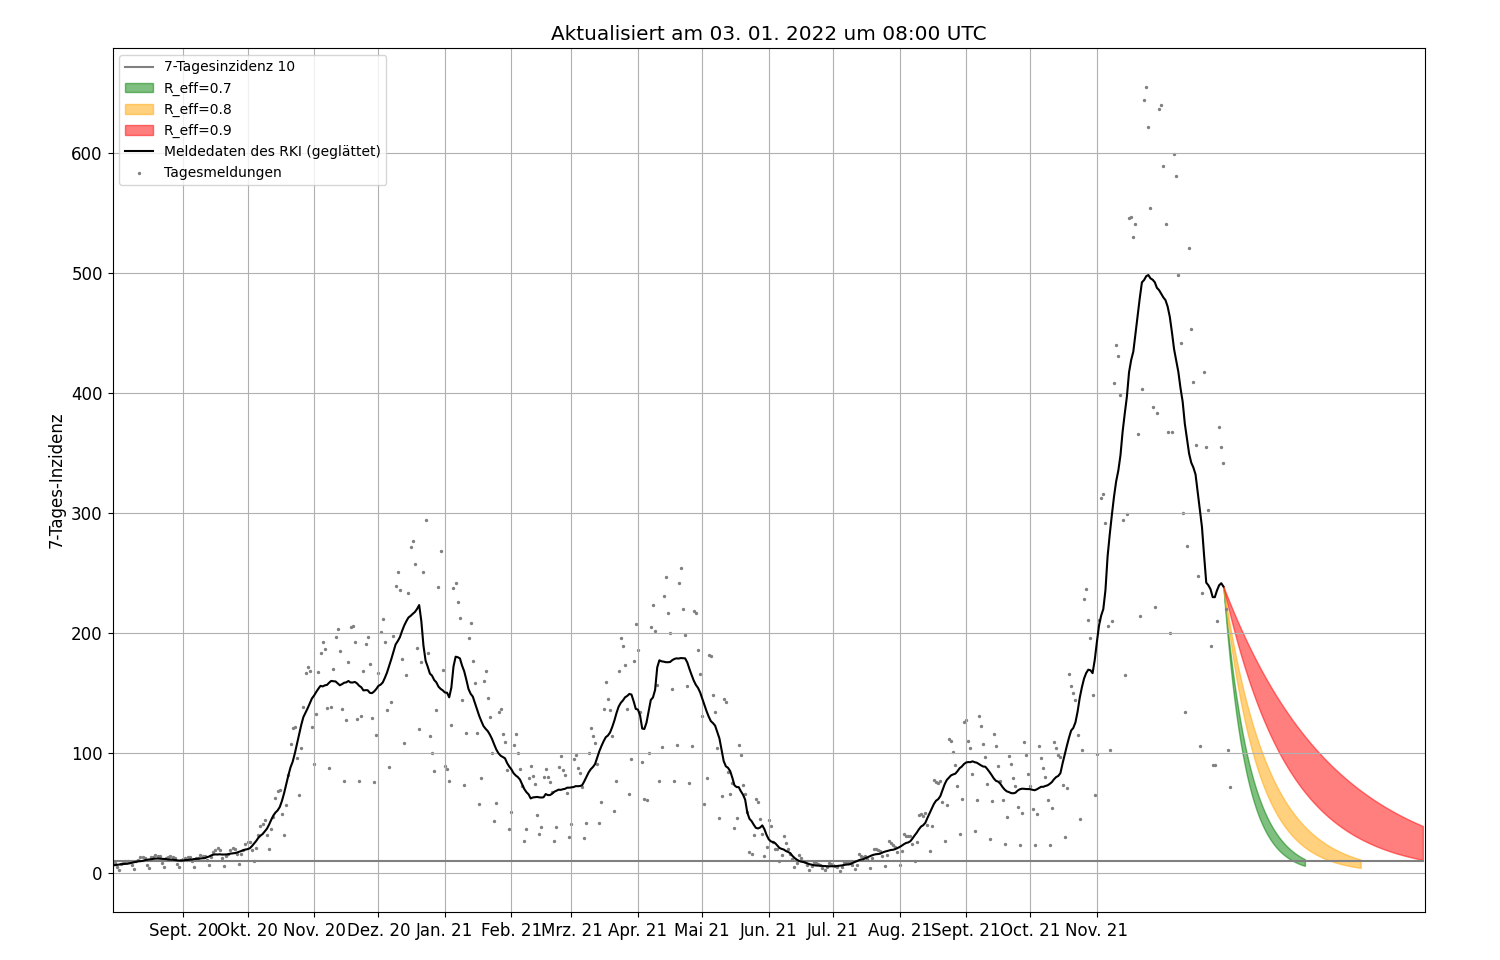 Aktualisiert am 03. 01. 2022 um 08:00 UTC
7-Tagesinzidenz 10
R_eff=0.7
R_eff=0.8
R_eff=0.9
Meldedaten des RKI (geglättet)
Tagesmeldungen
7-Tages-Inzidenz
600
500
400
300
200
100
0
Sept. 20 Okt. 20 Nov. 20 Dez. 20 Jan. 21 Feb. 21 Mrz. 21 Apr. 21 Mai 21 Jun. 21 Jul. 21 Aug. 21 Sept. 21 Oct. 21 Nov. 21